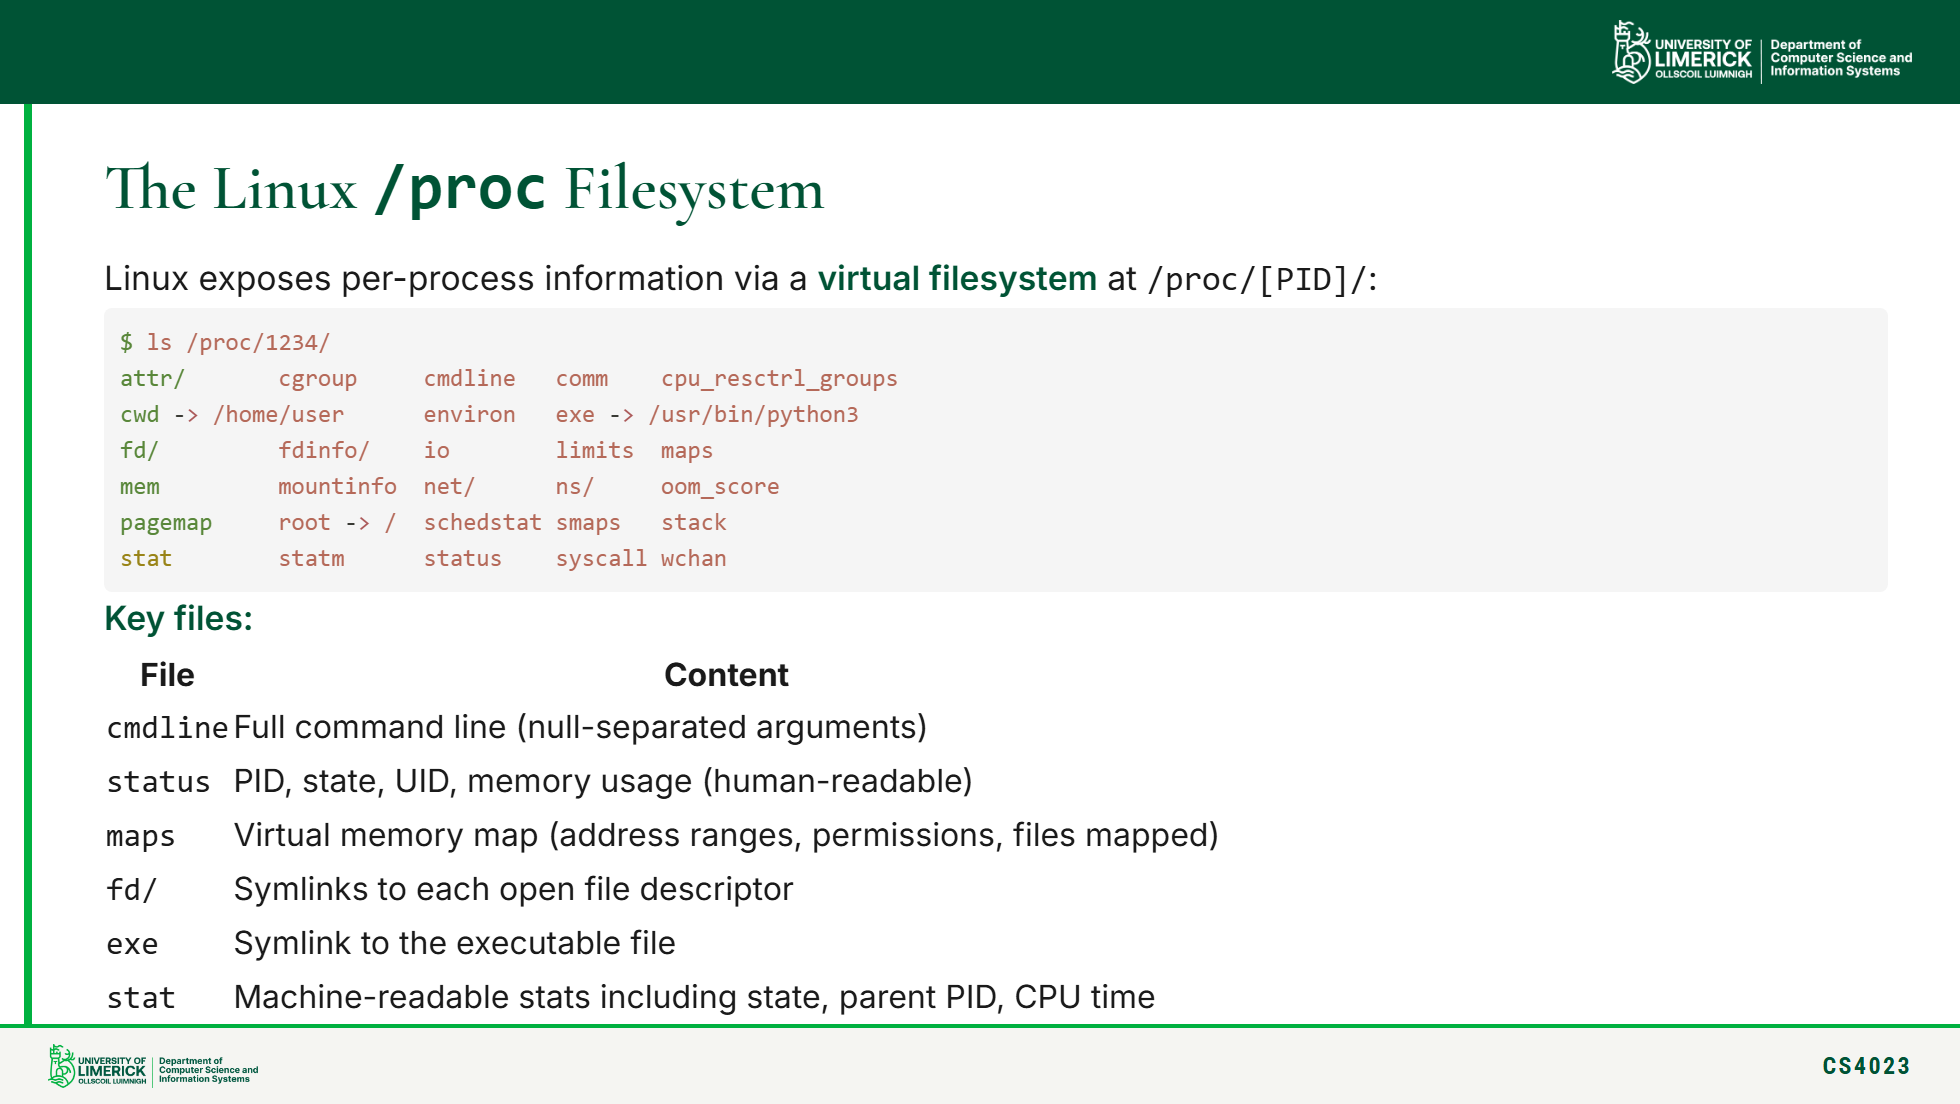 UNIVERSITY OF
LIMERICK
OLLSCOIL LUIMNIGH
Department of
Computer Science and
Information Systems
The Linux /proc Filesystem
Linux exposes per-process information via a virtual filesystem at /proc/[PID]/:
$ ls /proc/1234/
attr/ cgroup cmdline comm cpu_resctrl_groups
cwd -> /home/user environ exe -> /usr/bin/python3
fd/ fdinfo/ io limits maps
mem mountinfo net/ ns/ oom_score
pagemap root -> / schedstat smaps stack
stat statm status syscall wchan
Key files:
File Content
cmdline Full command line (null-separated arguments)
status PID, state, UID, memory usage (human-readable)
maps Virtual memory map (address ranges, permissions, files mapped)
fd/ Symlinks to each open file descriptor
exe Symlink to the executable file
stat Machine-readable stats including state, parent PID, CPU time
UNIVERSITY OF
LIMERICK
OLLSCOIL LUIMNIGH
Department of
Computer Science and
Information Systems
CS4023